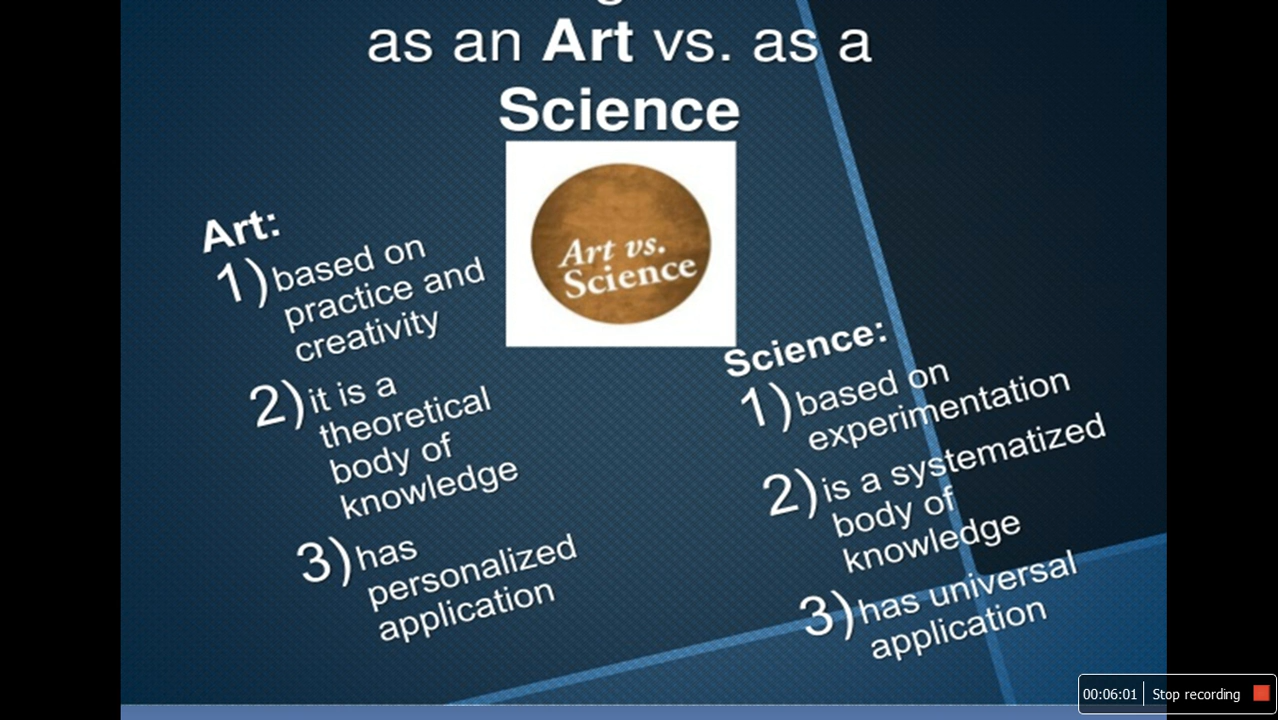 as an Art vs. as a
Science
Art vs.
Science
Art:
1) based on
practice and
creativity
2) it is a
theoretical
body of
knowledge
3) has
personalized
application
Science:
1) based on
experimentation
2) is a systematized
body of
knowledge
3) has universal
application
00:06:01 Stop recording